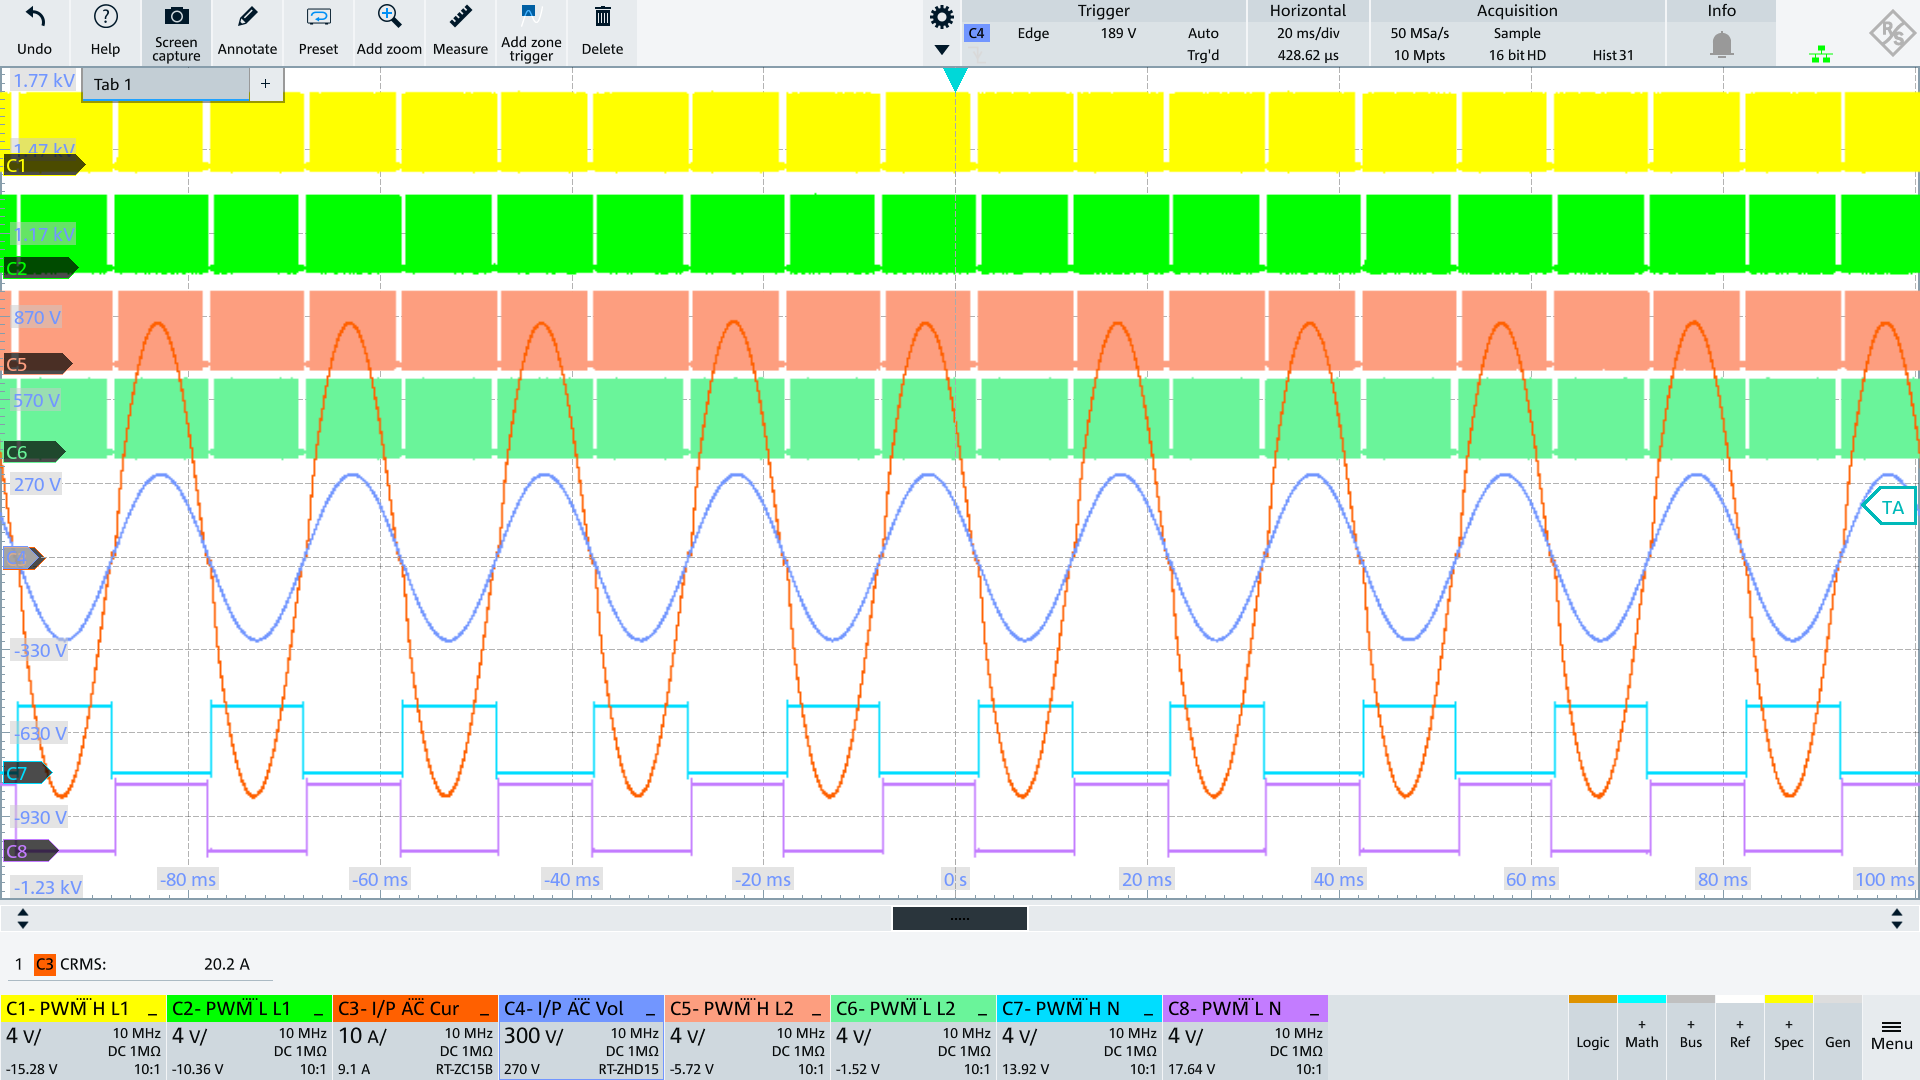 Undo
Help
Screen capture
Annotate
Preset
Add zoom
Measure
Add zone trigger
Delete
Trigger
C4 Edge 189 V Auto
Trig'd
Horizontal
20 ms/div
428.62 µs
Acquisition
50 MSa/s Sample
10 Mpts 16 bit HD Hist 31
Info
R&S
Tab 1 +
1.77 kV
1.47 kV
C1
1.17 kV
C2
870 V
C5
570 V
C6
270 V
TA
C4
-330 V
-630 V
C7
-930 V
C8
-1.23 kV
-80 ms -60 ms -40 ms -20 ms 0 s 20 ms 40 ms 60 ms 80 ms 100 ms
1 C3 CRMS: 20.2 A
C1- PWM H L1
4 V/ 10 MHz
DC 1MΩ
-15.28 V 10:1
C2- PWM L L1
4 V/ 10 MHz
DC 1MΩ
-10.36 V 10:1
C3- I/P AC Cur
10 A/ 10 MHz
DC 1MΩ
9.1 A RT-ZC15B
C4- I/P AC Vol
300 V/ 10 MHz
DC 1MΩ
270 V RT-ZHD15
C5- PWM H L2
4 V/ 10 MHz
DC 1MΩ
-5.72 V 10:1
C6- PWM L L2
4 V/ 10 MHz
DC 1MΩ
-1.52 V 10:1
C7- PWM H N
4 V/ 10 MHz
DC 1MΩ
13.92 V 10:1
C8- PWM L N
4 V/ 10 MHz
DC 1MΩ
17.64 V 10:1
Logic
+ Math
+ Bus
+ Ref
+ Spec
Gen
Menu